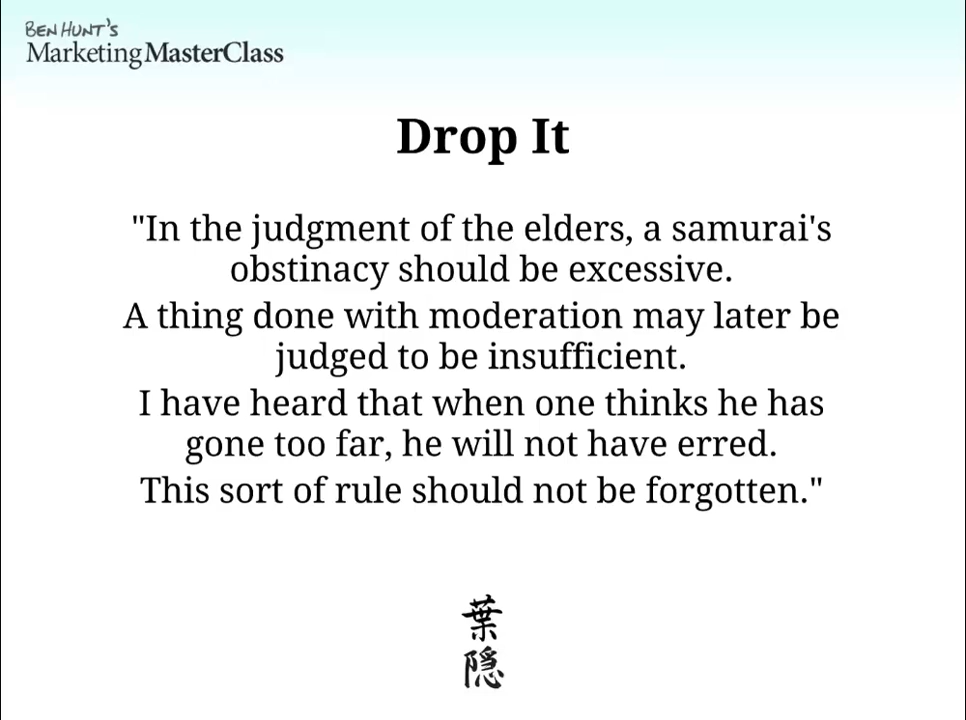 BEN HUNT'S
Marketing MasterClass
Drop It
"In the judgment of the elders, a samurai's
obstinacy should be excessive.
A thing done with moderation may later be
judged to be insufficient.
I have heard that when one thinks he has
gone too far, he will not have erred.
This sort of rule should not be forgotten."
葉
隠